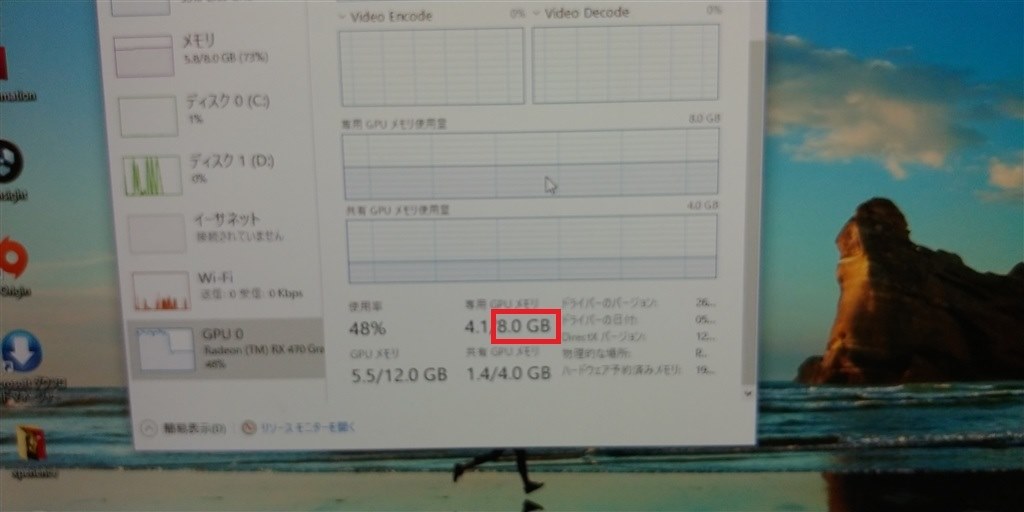 Video Encode
0%
Video Decode
0%
メモリ
5.8/8.0 GB (73%)
専用 GPU メモリ使用量
8.0 GB
ディスク 0 (C:)
1%
ディスク 1 (D:)
0%
共有 GPU メモリ使用量
4.0 GB
イーサネット
接続されていません
Wi-Fi
送信: 0 受信: 0 Kbps
GPU 0
Radeon (TM) RX 470 Gra
48%
使用率
48%
専用 GPU メモリ
4.1/8.0 GB
GPU メモリ
5.5/12.0 GB
共有 GPU メモリ
1.4/4.0 GB
ドライバーのバージョン: 26...
ドライバーの日付: 05...
DirectX バージョン: 12...
物理的な場所:
ハードウェア予約済みメモリ: 19...
簡易表示(D)
リソース モニターを開く
Origin